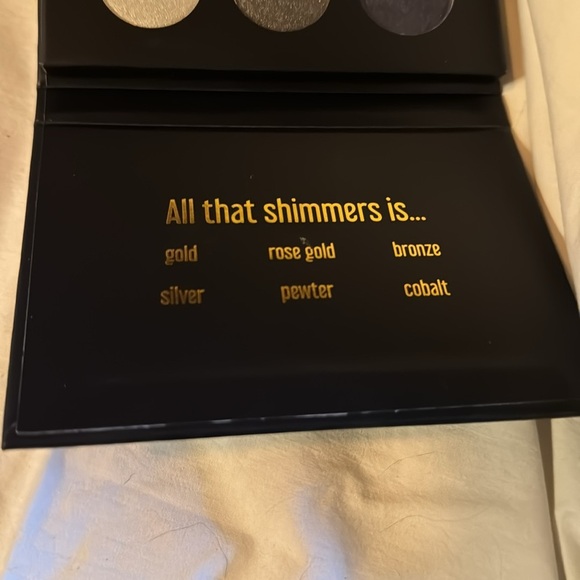 All that shimmers is...
gold rose gold bronze
silver pewter cobalt